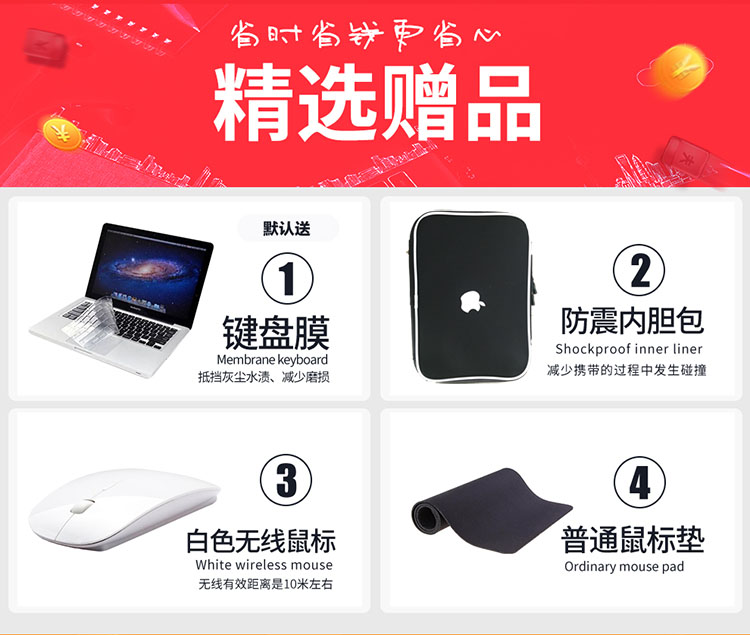 省时省钱更省心
精选赠品
默认送
1
键盘膜
Membrane keyboard
抵挡灰尘水渍、减少磨损
2
防震内胆包
Shockproof inner liner
减少携带的过程中发生碰撞
3
白色无线鼠标
White wireless mouse
无线有效距离是10米左右
4
普通鼠标垫
Ordinary mouse pad